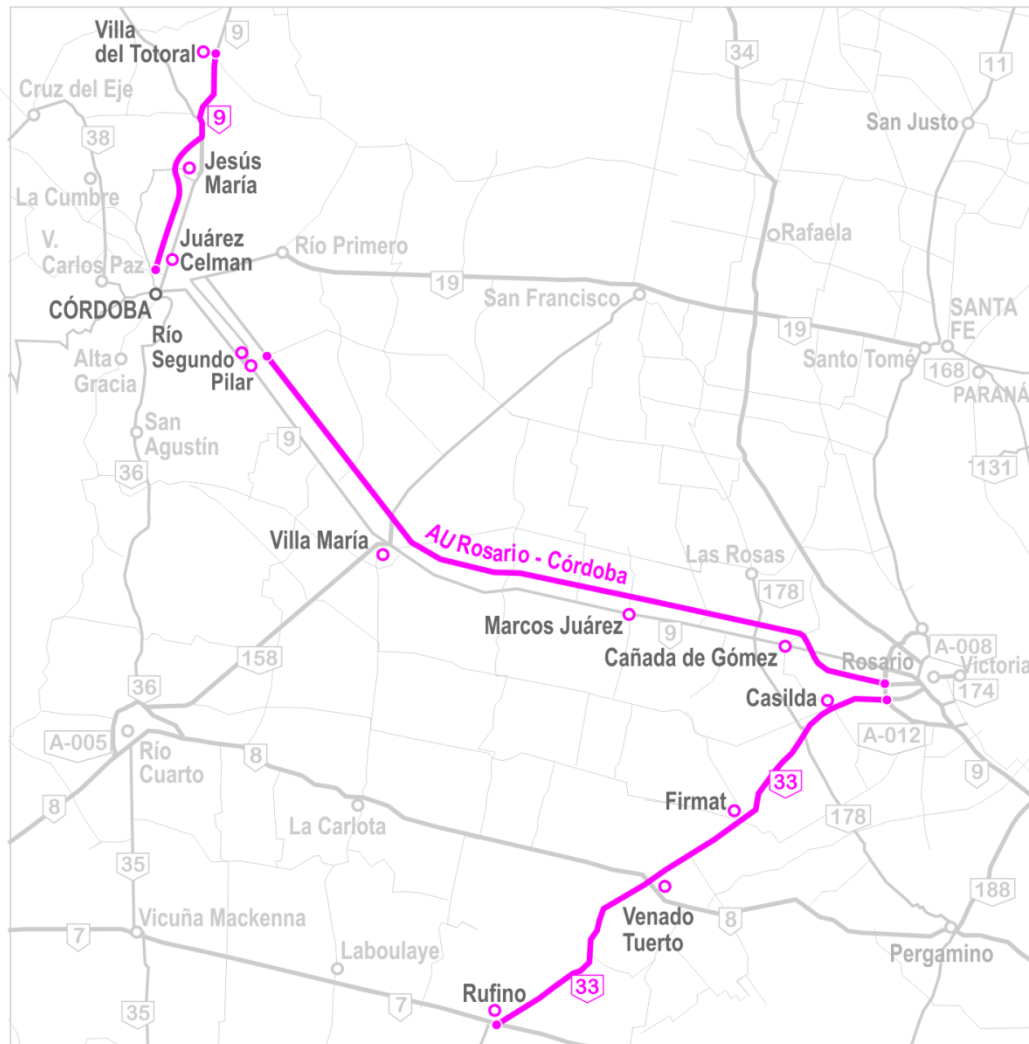 Villa
del Totoral
9
34
11
Cruz del Eje
9
San Justo
38
Jesús
María
La Cumbre
V.
Carlos Paz
Juárez
Celman
Río Primero
Rafaela
19
San Francisco
CÓRDOBA
SANTA
FE
19
Río
Segundo
Pilar
Alta
Gracia
Santo Tomé
168
PARANÁ
San
Agustín
9
36
131
Villa María
AU Rosario - Córdoba
Las Rosas
178
Marcos Juárez
9
Cañada de Gómez
A-008
Rosario
Victoria
158
36
174
Casilda
A-005
Río
Cuarto
A-012
8
9
8
33
Firmat
La Carlota
178
35
188
Vicuña Mackenna
Venado
Tuerto
8
7
Laboulaye
Pergamino
33
Rufino
7
35